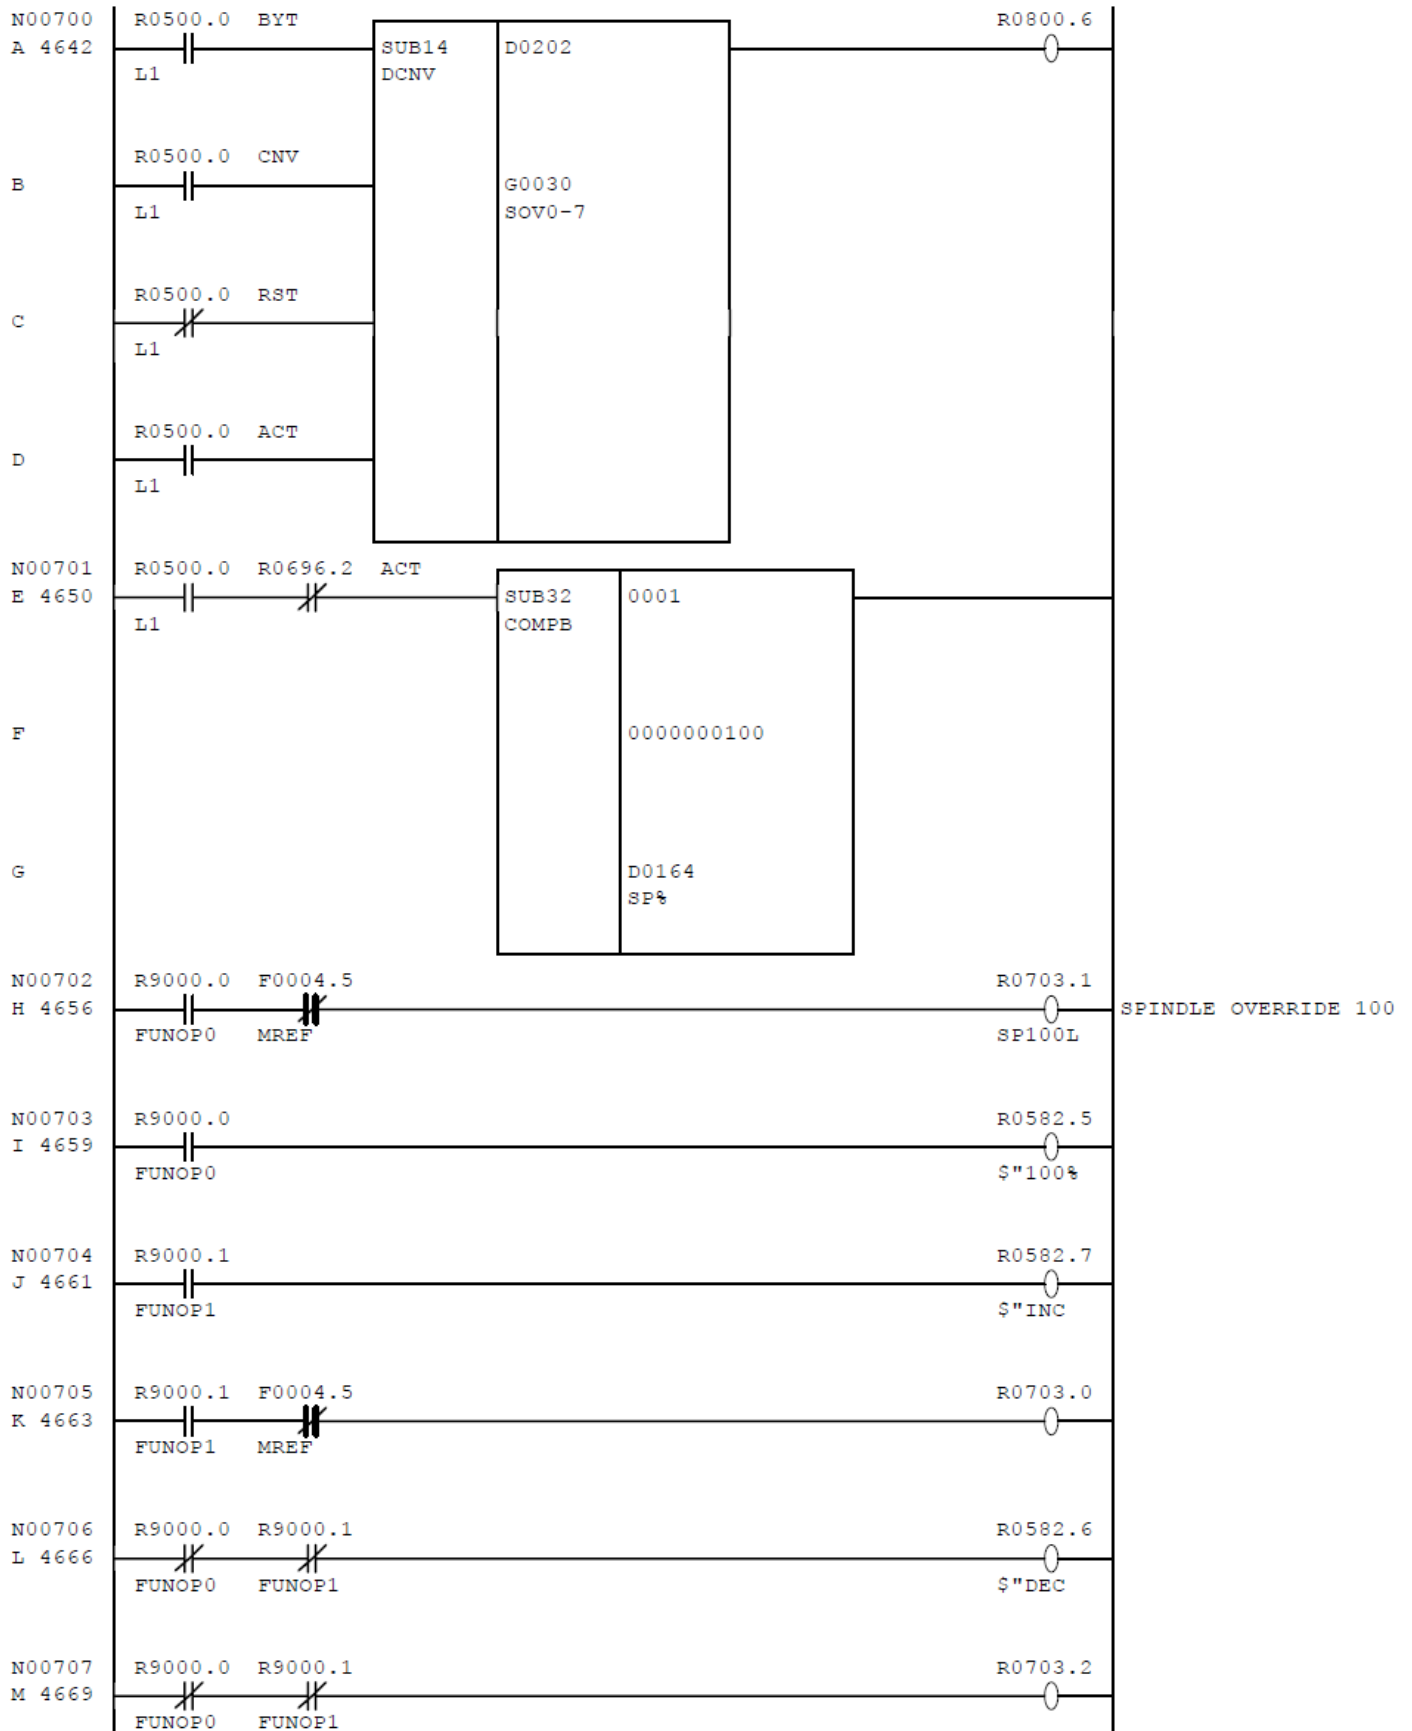 N00700 R0500.0 BYT R0800.6
A 4642 SUB14 D0202
L1 DCNV
R0500.0 CNV
B G0030
L1 SOV0-7
R0500.0 RST
C
L1
R0500.0 ACT
D
L1
N00701 R0500.0 R0696.2 ACT
E 4650 SUB32 0001
L1 COMPB
F 0000000100
G D0164
SP%
N00702 R9000.0 F0004.5 R0703.1
H 4656 SPINDLE OVERRIDE 100
FUNOP0 MREF SP100L
N00703 R9000.0 R0582.5
I 4659
FUNOP0 $"100%
N00704 R9000.1 R0582.7
J 4661
FUNOP1 $"INC
N00705 R9000.1 F0004.5 R0703.0
K 4663
FUNOP1 MREF
N00706 R9000.0 R9000.1 R0582.6
L 4666
FUNOP0 FUNOP1 $"DEC
N00707 R9000.0 R9000.1 R0703.2
M 4669
FUNOP0 FUNOP1